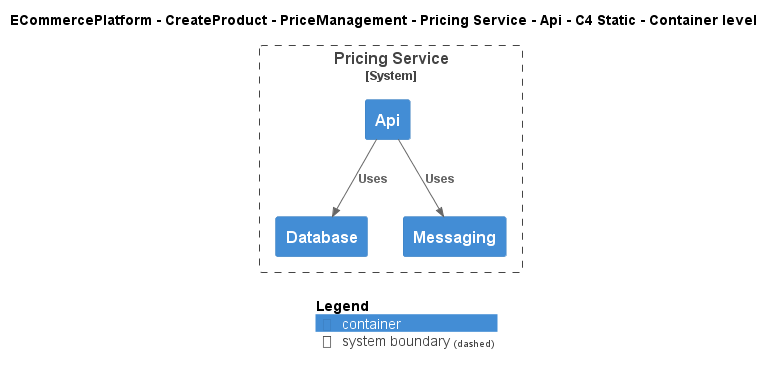 ECommercePlatform - CreateProduct - PriceManagement - Pricing Service - Api - C4 Static - Container level
Pricing Service
[System]
Api
Uses Uses
Database Messaging
Legend
container
system boundary (dashed)